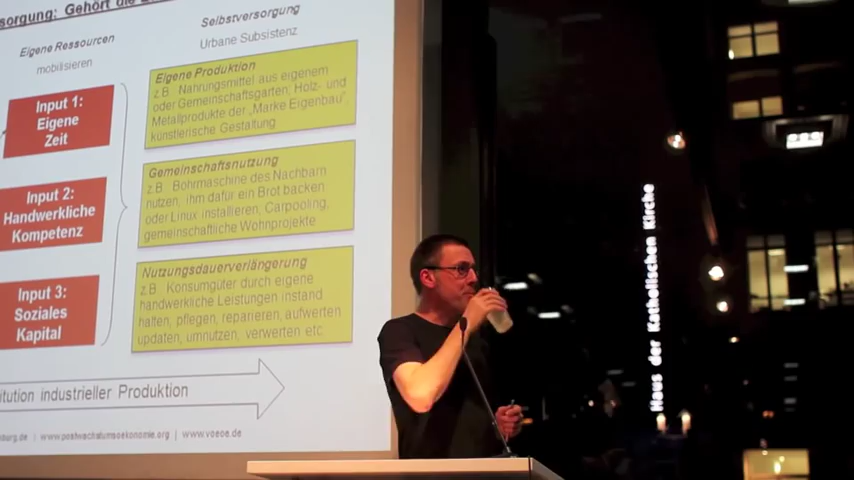 sorgung: Gehört die
Eigene Ressourcen
mobilisieren
Selbstversorgung
Urbane Subsistenz
Input 1:
Eigene
Zeit
Input 2:
Handwerkliche
Kompetenz
Input 3:
Soziales
Kapital
Eigene Produktion
z.B. Nahrungsmittel aus eigenem
oder Gemeinschaftsgarten, Holz- und
Metallprodukte der „Marke Eigenbau"
künstlerische Gestaltung
Gemeinschaftsnutzung
z.B. Bohrmaschine des Nachbarn
nutzen, ihm dafür ein Brot backen
oder Linux installieren, Carpooling,
gemeinschaftliche Wohnprojekte
Nutzungsdauerverlängerung
z.B. Konsumgüter durch eigene
handwerkliche Leistungen instand
halten, pflegen, reparieren, aufwerten
updaten, umnutzen, verwerten etc.
itution industrieller Produktion
burg.de | www.postwachstumsoekonomie.org | www.voeoe.de
Haus der Katholischen Kirche